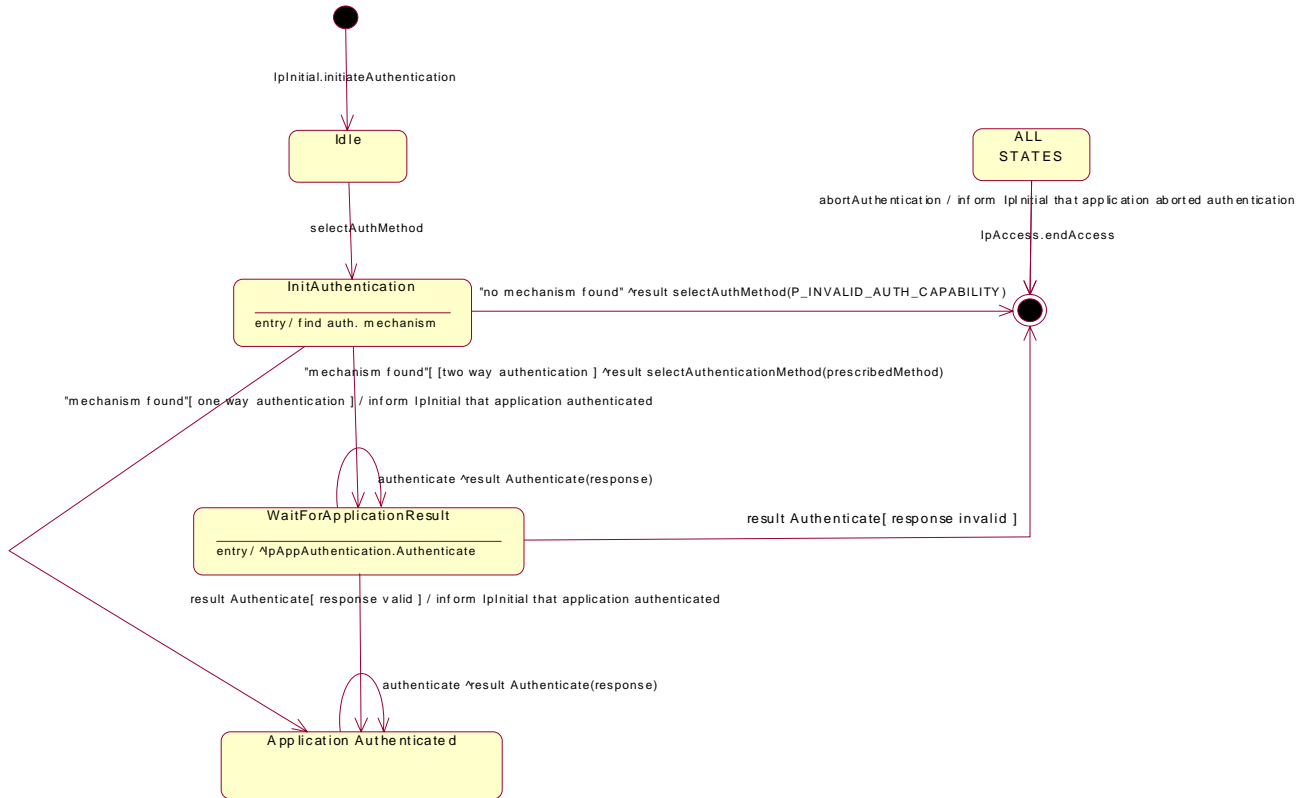 IpInitial.initiateAuthentication
Idle
ALL
STATES
abortAuthentication / inform IpInitial that application aborted authentication
selectAuthMethod
IpAccess.endAccess
InitAuthentication
"no mechanism found" ^result selectAuthMethod(P_INVALID_AUTH_CAPABILITY)
entry/ find auth. mechanism
"mechanism found"[ [two way authentication ] ^result selectAuthenticationMethod(prescribedMethod)
"mechanism found"[ one way authentication ] / inform IpInitial that application authenticated
authenticate ^result Authenticate(response)
WaitForApplicationResult
result Authenticate[ response invalid ]
entry/ ^IpAppAuthentication.Authenticate
result Authenticate[ response valid ] / inform IpInitial that application authenticated
authenticate ^result Authenticate(response)
Application Authenticated